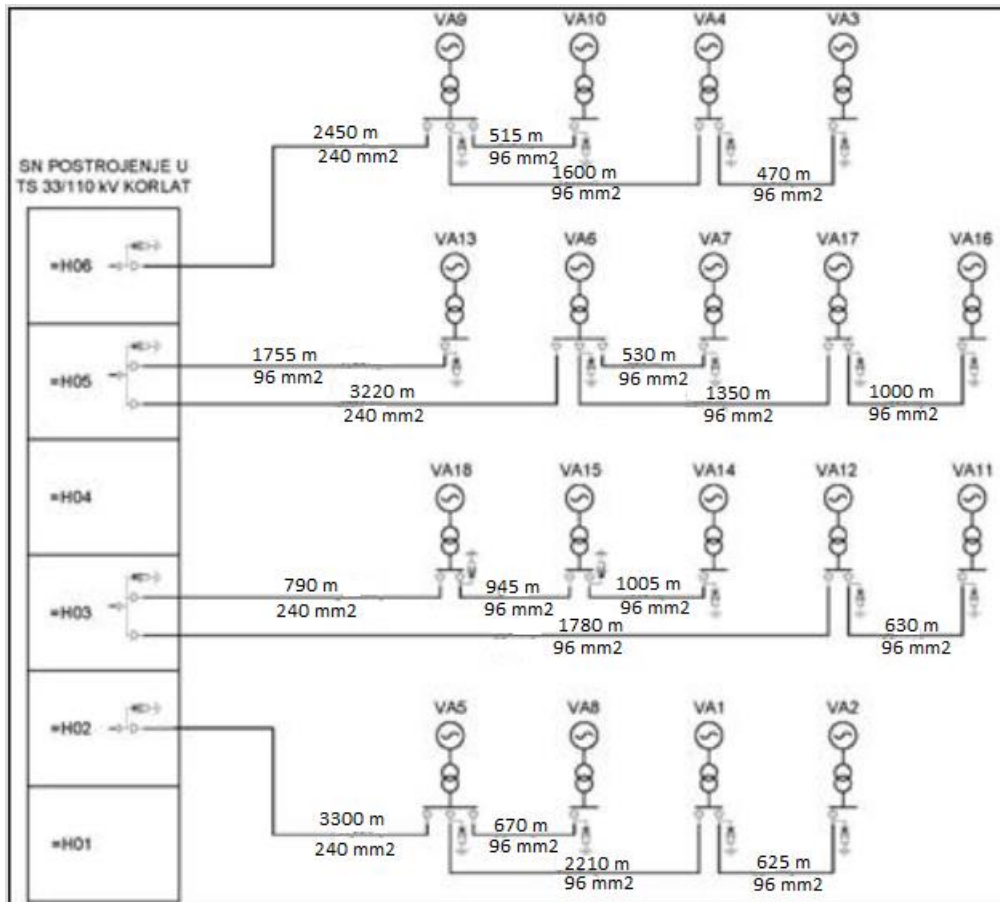 VA9
VA10
VA4
VA3
2450 m
240 mm2
515 m
96 mm2
1600 m
96 mm2
470 m
96 mm2
SN POSTROJENJE U
TS 33/110 kV KORLAT
=H06
VA13
VA6
VA7
VA17
VA16
=H05
1755 m
96 mm2
3220 m
240 mm2
530 m
96 mm2
1350 m
96 mm2
1000 m
96 mm2
=H04
VA18
VA15
VA14
VA12
VA11
=H03
790 m
240 mm2
945 m
96 mm2
1005 m
96 mm2
1780 m
96 mm2
630 m
96 mm2
=H02
VA5
VA8
VA1
VA2
=H01
3300 m
240 mm2
670 m
96 mm2
2210 m
96 mm2
625 m
96 mm2